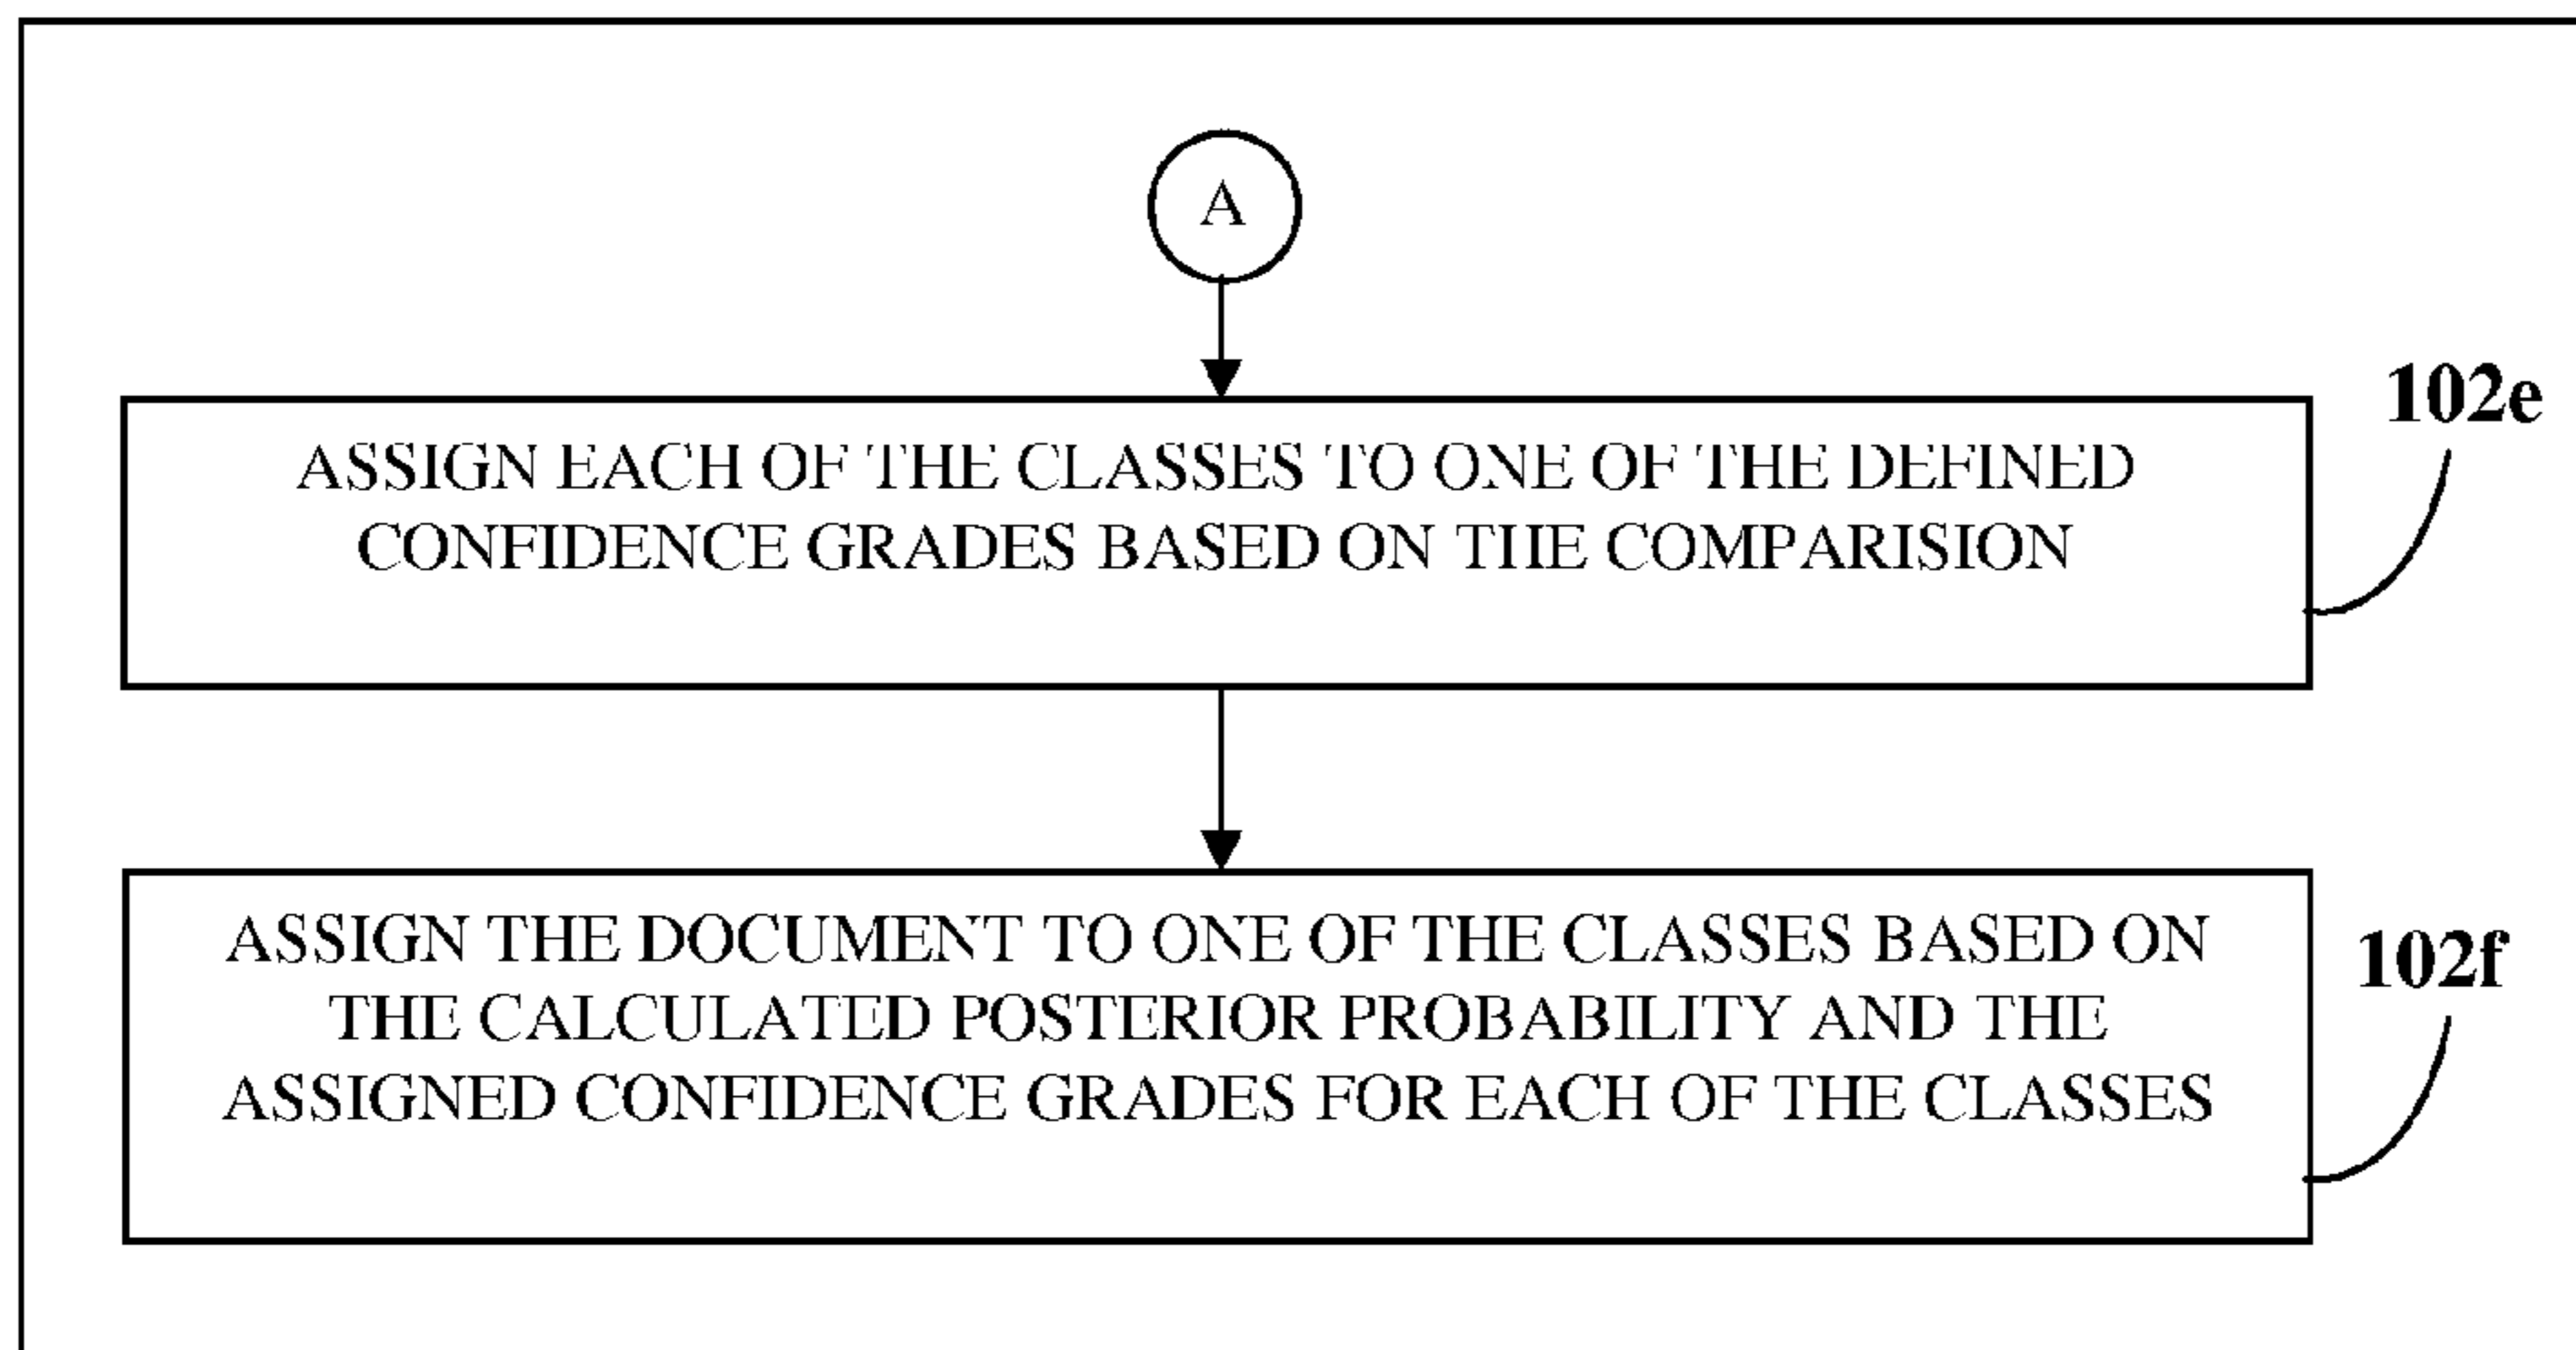 A
102e
ASSIGN EACH OF THE CLASSES TO ONE OF THE DEFINED
CONFIDENCE GRADES BASED ON THE COMPARISION
102f
ASSIGN THE DOCUMENT TO ONE OF THE CLASSES BASED ON
THE CALCULATED POSTERIOR PROBABILITY AND THE
ASSIGNED CONFIDENCE GRADES FOR EACH OF THE CLASSES